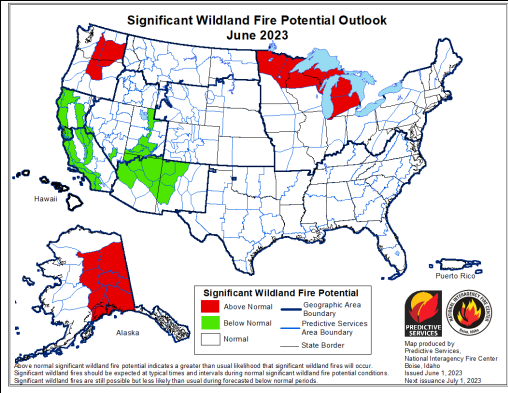 Significant Wildland Fire Potential Outlook
June 2023
Hawaii
Puerto Rico
Alaska
Significant Wildland Fire Potential
Above Normal
Below Normal
Normal
Geographic Area
Boundary
Predictive Services
Area Boundary
State Border
PREDICTIVE
SERVICES
NATIONAL INTERAGENCY FIRE CENTER
Map produced by
Predictive Services,
National Interagency Fire Center
Boise, Idaho
Issued June 1, 2023
Next issuance July 1, 2023
Above normal significant wildland fire potential indicates a greater than usual likelihood that significant wildland fires will occur.
Significant wildland fires should be expected at typical times and intervals during normal significant wildland fire potential conditions.
Significant wildland fires are still possible but less likely than usual during forecasted below normal periods.